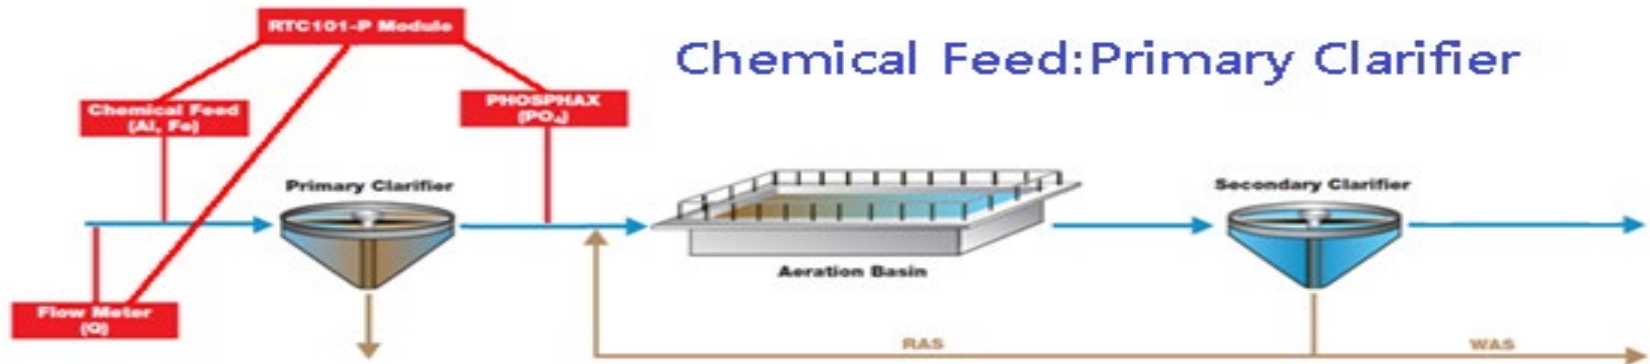 RTC101-P Module
Chemical Feed:Primary Clarifier
Chemical Feed
(Al, Fe)
PHOSPHAX
(PO₄)
Primary Clarifier
Secondary Clarifier
Aeration Basin
Flow Meter
(Q)
RAS
WAS